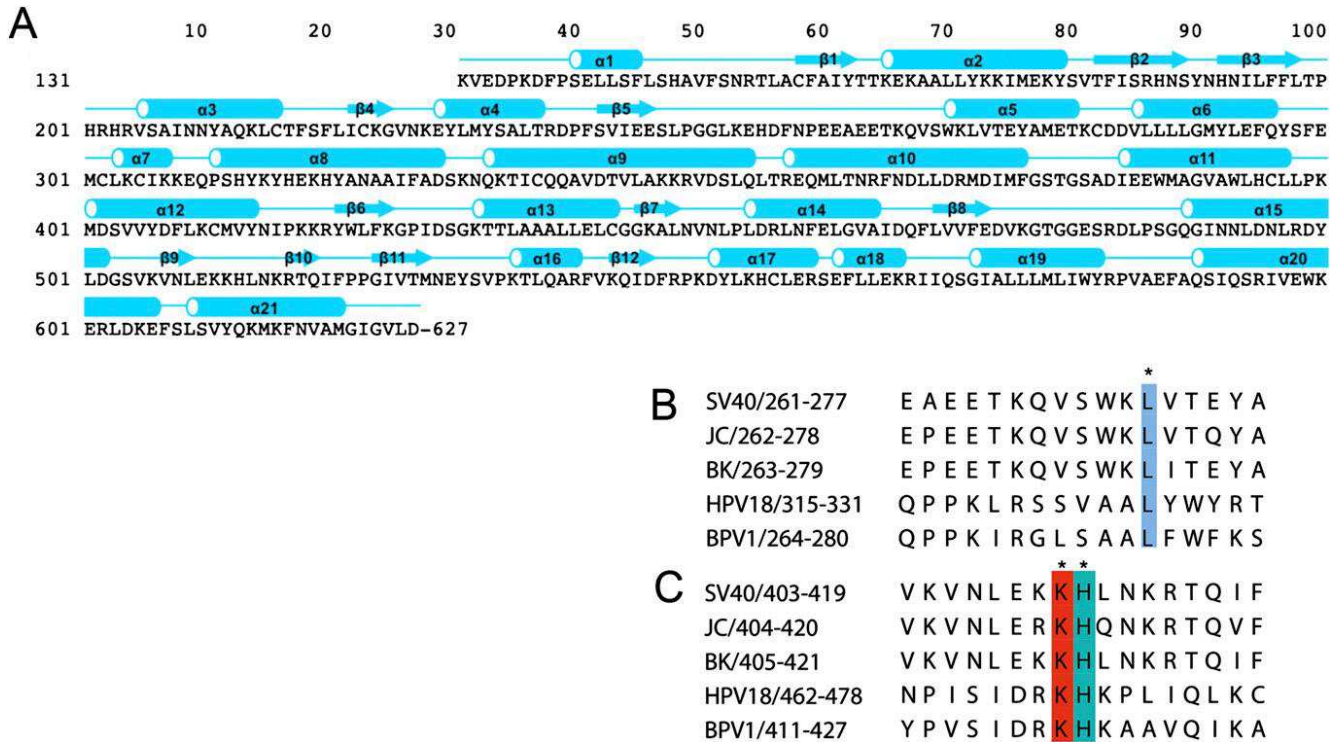 A
10 20 30 40 50 60 70 80 90 100
α1 β1 α2 β2 β3
131 KVEDPKDFPSELLSFLSHAVFSNRTLACFAIYTTKEKAALLYKKIMEKYSVTFISRHNSYNHNILFFLTP
α3 β4 α4 β5 α5 α6
201 HRHRVSAINNYAQKLCTFSFLICKGVNKEYLMYSALTRDPFSVIEESLPGGLKEHDFNPEEAEETKQVSWKLVTEYAMETKCDDVLLLLGMYLEFQYSFE
α7 α8 α9 α10 α11
301 MCLKCIKKEQPSHYKYHEKHYANAAIFADSKNQKTICQQAVDTVLAKKRVDSLQLTREQMLTNRFNDLLDRMDIMFGSTGSADIEEWMAGVAWLHCLLPK
α12 β6 α13 β7 α14 β8 α15
401 MDSVVYDFLKCMVYNIPKKRYWLFKGPIDSGKTTLAAALLELCGGKALNVNLPLDRLNFELGVAIDQFLVVFEDVKGTGGESRDLPSGQGINNLDNLRDY
β9 β10 β11 α16 β12 α17 α18 α19 α20
501 LDGSVKVNLEKKHLNKRTQIFPPGIVTMNEYSVPKTLQARFVKQIDFRPKDYLKHCLERSEFLLEKRIIQSGIALLLMLIWYRPVAEFAQSIQSRIVEWK
α21
601 ERLDKEFSLSVYQKMKFNVAMGIGVLD-627
*
B
SV40/261-277 E A E E T K Q V S W K L V T E Y A
JC/262-278 E P E E T K Q V S W K L V T Q Y A
BK/263-279 E P E E T K Q V S W K L I T E Y A
HPV18/315-331 Q P P K L R S S V A A L Y W Y R T
BPV1/264-280 Q P P K I R G L S A A L F W F K S
* *
C
SV40/403-419 V K V N L E K K H L N K R T Q I F
JC/404-420 V K V N L E R K H Q N K R T Q V F
BK/405-421 V K V N L E K K H L N K R T Q I F
HPV18/462-478 N P I S I D R K H K P L I Q L K C
BPV1/411-427 Y P V S I D R K H K A A V Q I K A